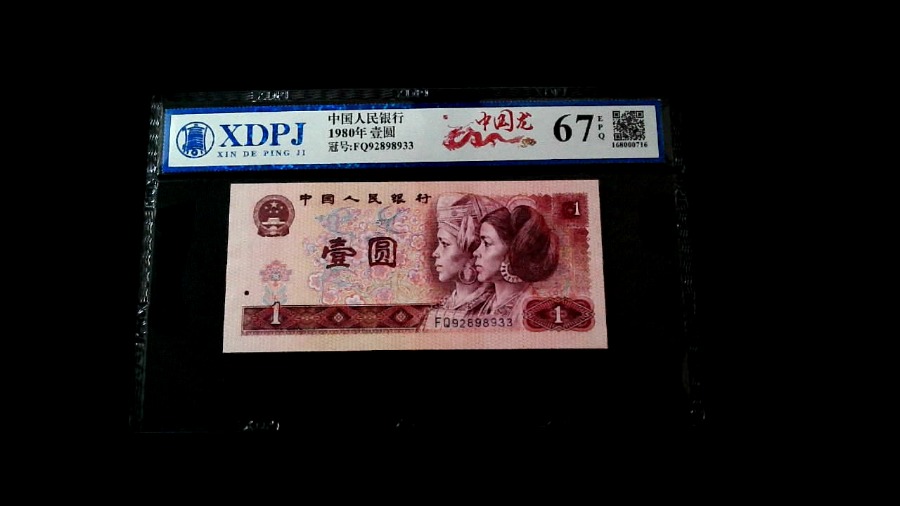 XDPJ
XIN DE PING JI
中国人民银行
1980年 壹圆
冠号:FQ92898933
中国龙
67
EPQ
168000716
中国人民银行
1
壹圆
1
FQ92898933
1